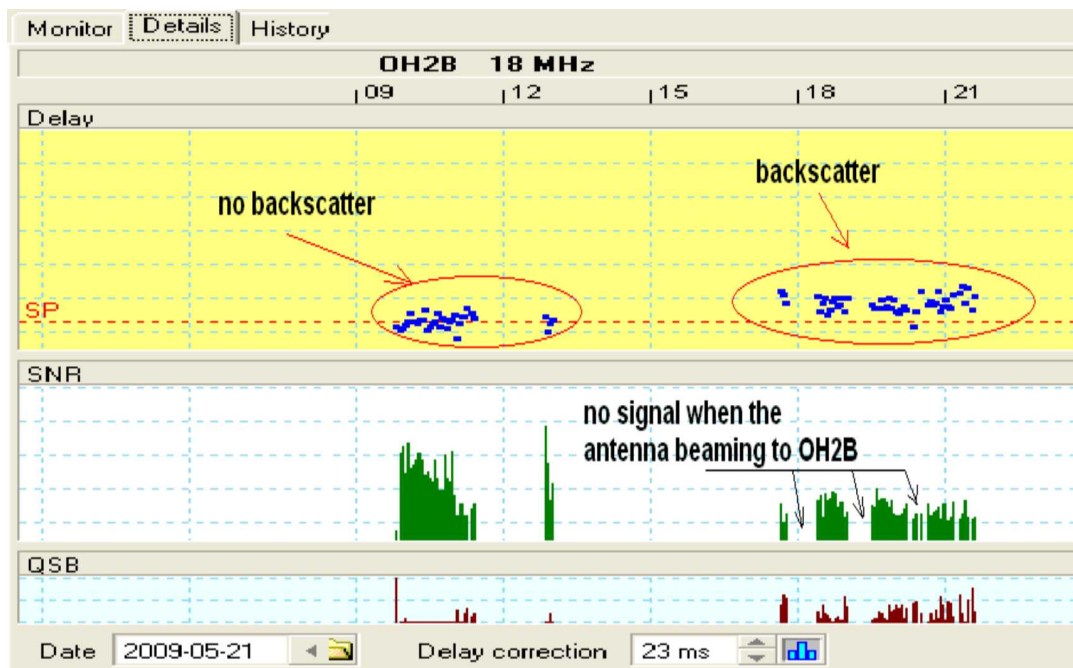 Monitor Details History
OH2B 18 MHz
09 12 15 18 21
Delay
backscatter
no backscatter
SP
SNR
no signal when the
antenna beaming to OH2B
QSB
Date 2009-05-21 Delay correction 23 ms